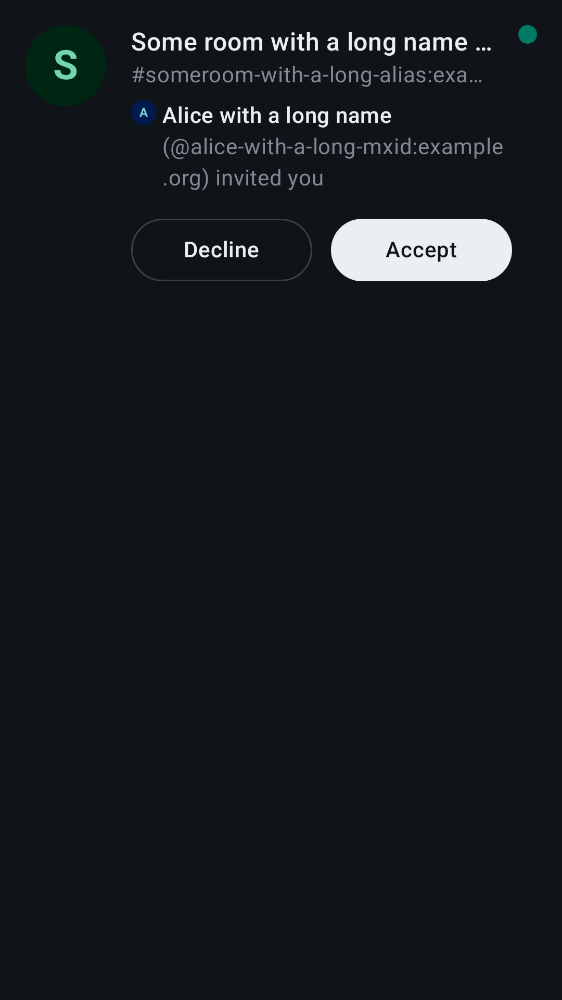 S
Some room with a long name …
#someroom-with-a-long-alias:exa…
A
Alice with a long name
(@alice-with-a-long-mxid:example
.org) invited you
Decline
Accept